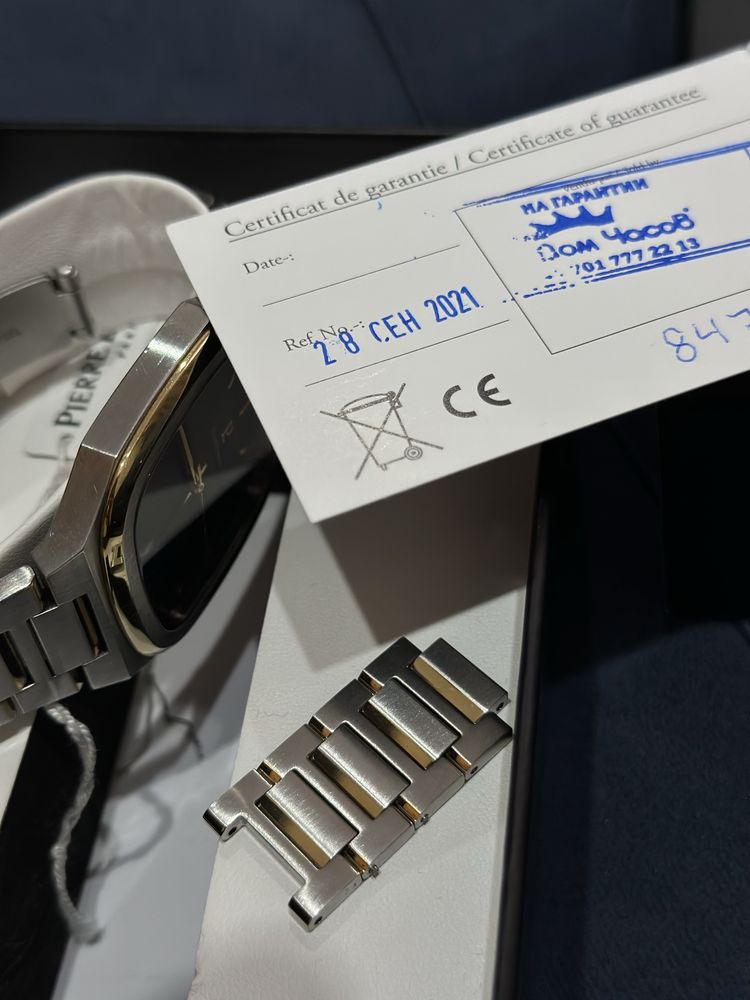 Certificat de garantie / Certificate of guarantee
Date-:
НА ГАРАНТИИ
ДОМ ЧАСОВ
701 777 22 13
Ref. No.-:
28 СЕН 2021
847
CE
PIERRE